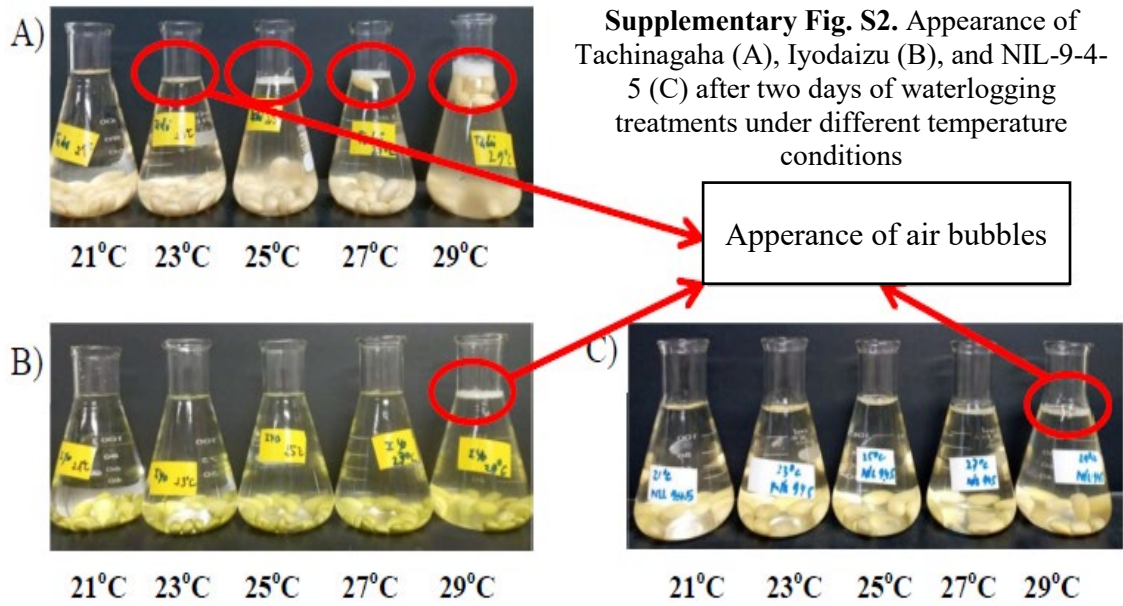 A)
Supplementary Fig. S2. Appearance of
Tachinagaha (A), Iyodaizu (B), and NIL-9-4-
5 (C) after two days of waterlogging
treatments under different temperature
conditions
21°C 23°C 25°C 27°C 29°C
Apperance of air bubbles
B)
21°C 23°C 25°C 27°C 29°C
C)
21°C 23°C 25°C 27°C 29°C